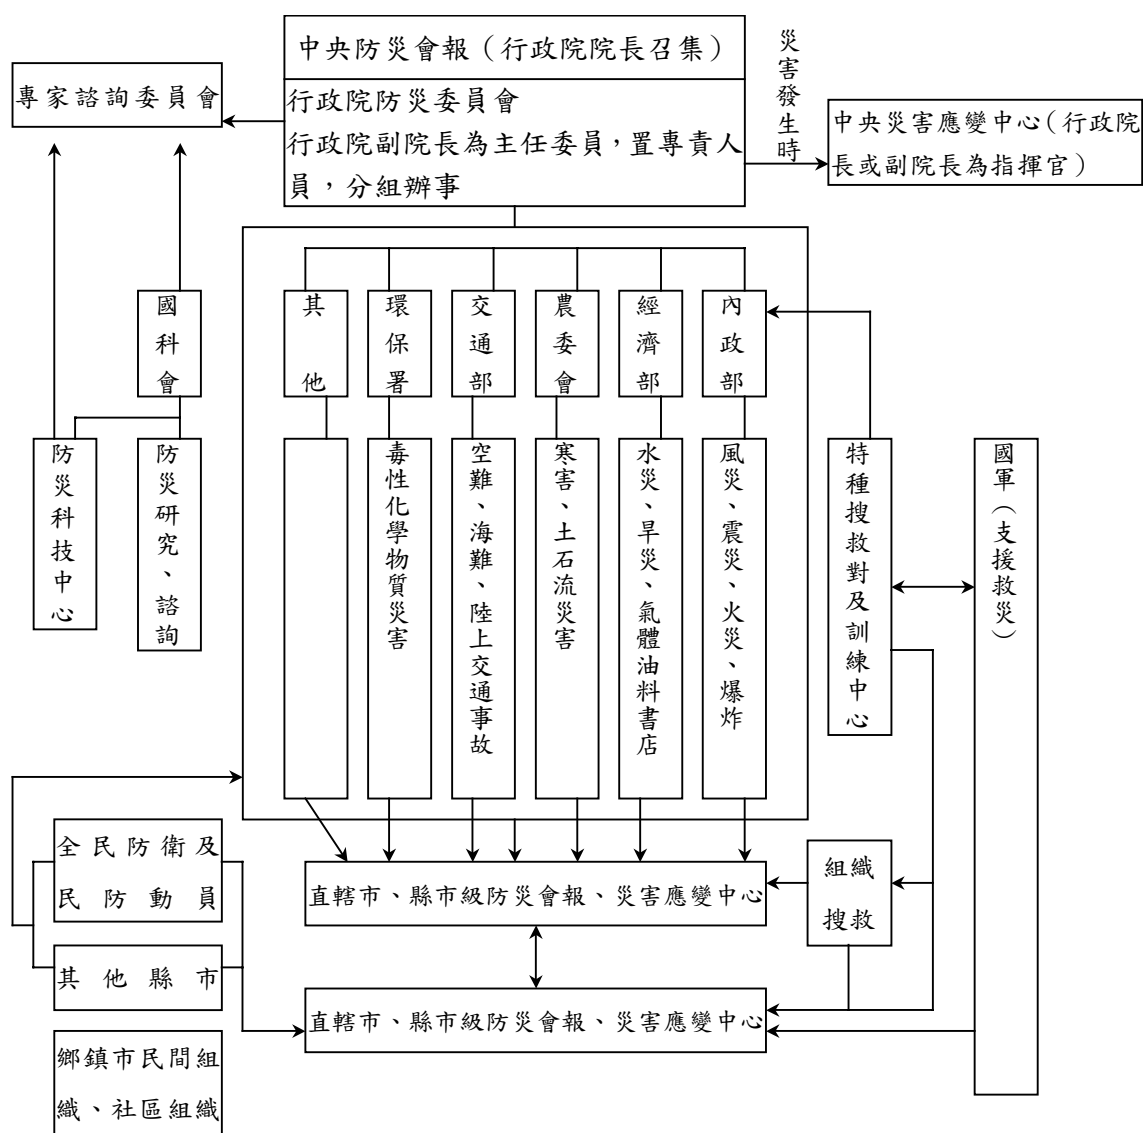 中央防災會報（行政院院長召集）
行政院防災委員會
行政院副院長為主任委員，置專責人
員，分組辦事
專家諮詢委員會
災害發生時
中央災害應變中心（行政院
長或副院長為指揮官）
國科會
其他
環保署
交通部
農委會
經濟部
內政部
防災科技中心
防災研究、諮詢
毒性化學物質災害
空難、海難、陸上交通事故
寒害、土石流災害
水災、旱災、氣體油料書店
風災、震災、火災、爆炸
特種搜救對及訓練中心
國軍（支援救災）
全民防衛及
民防動員
其他縣市
鄉鎮市民間組
織、社區組織
直轄市、縣市級防災會報、災害應變中心
組織
搜救
直轄市、縣市級防災會報、災害應變中心